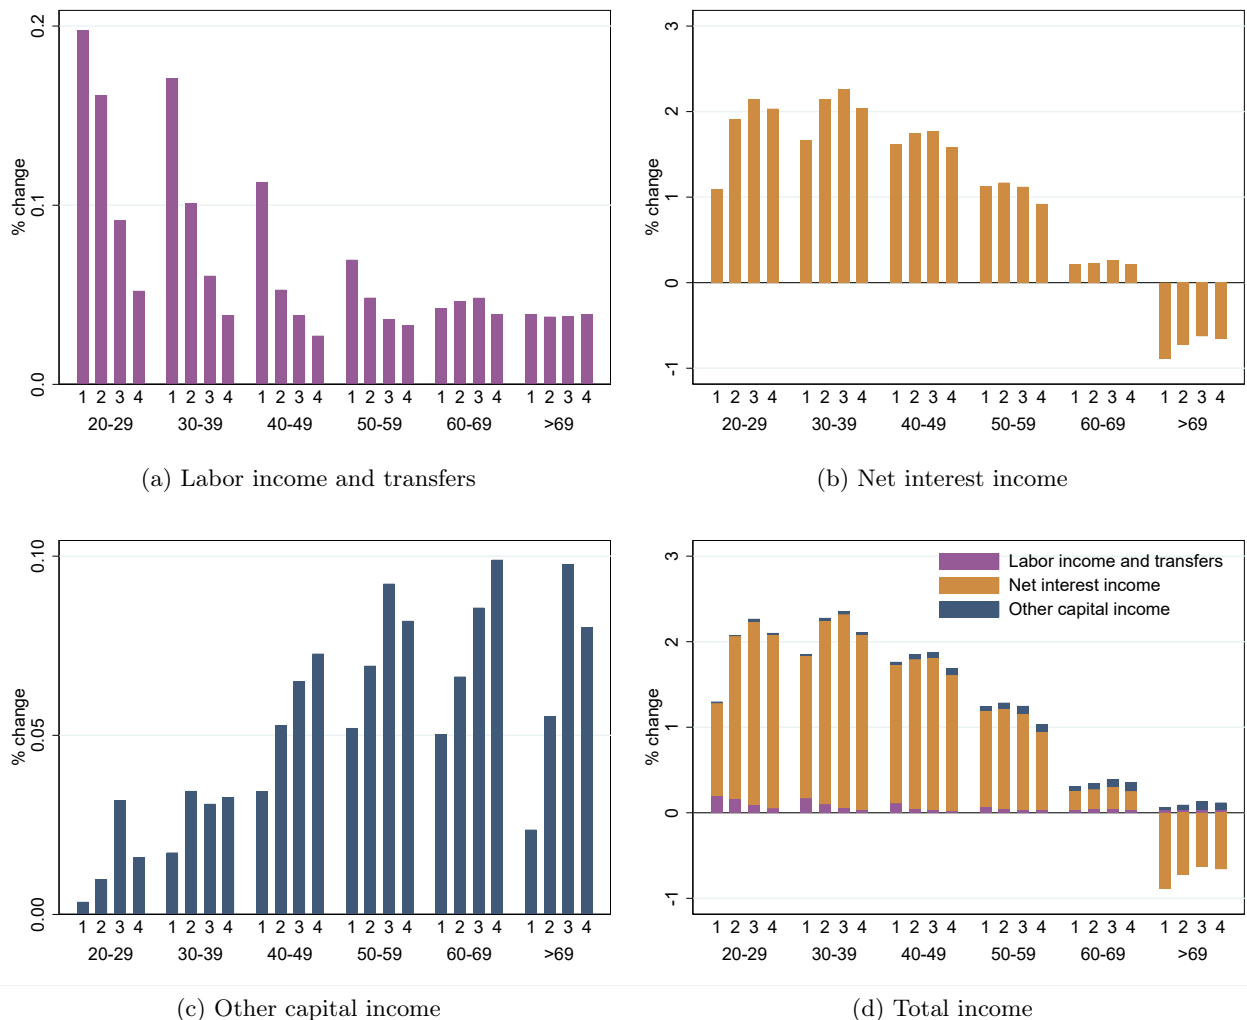 % change
0.2
0.1
0.0
1 2 3 4 1 2 3 4 1 2 3 4 1 2 3 4 1 2 3 4 1 2 3 4
20-29 30-39 40-49 50-59 60-69 >69
(a) Labor income and transfers
% change
3
2
1
0
-1
1 2 3 4 1 2 3 4 1 2 3 4 1 2 3 4 1 2 3 4 1 2 3 4
20-29 30-39 40-49 50-59 60-69 >69
(b) Net interest income
% change
0.10
0.05
0.00
1 2 3 4 1 2 3 4 1 2 3 4 1 2 3 4 1 2 3 4 1 2 3 4
20-29 30-39 40-49 50-59 60-69 >69
(c) Other capital income
% change
3
2
1
0
-1
Labor income and transfers
Net interest income
Other capital income
1 2 3 4 1 2 3 4 1 2 3 4 1 2 3 4 1 2 3 4 1 2 3 4
20-29 30-39 40-49 50-59 60-69 >69
(d) Total income